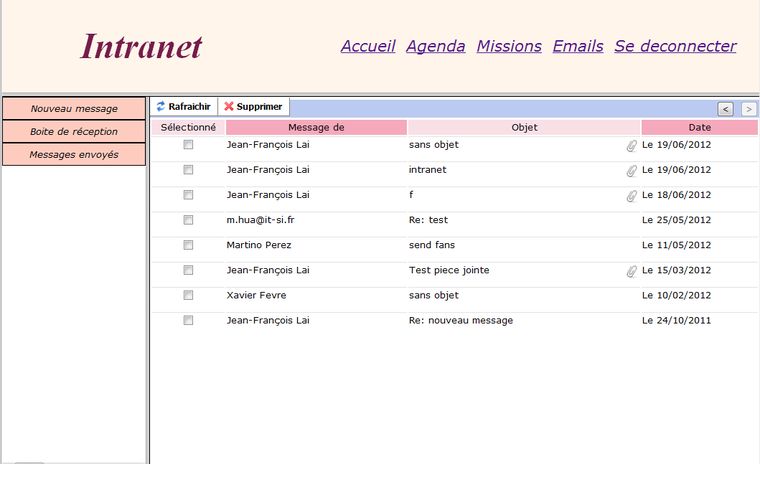 Intranet
Accueil Agenda Missions Emails Se deconnecter
Nouveau message
Boite de réception
Messages envoyés
Rafraichir Supprimer < >
Sélectionné Message de Objet Date
Jean-François Lai sans objet Le 19/06/2012
Jean-François Lai intranet Le 19/06/2012
Jean-François Lai f Le 18/06/2012
m.hua@it-si.fr Re: test Le 25/05/2012
Martino Perez send fans Le 11/05/2012
Jean-François Lai Test piece jointe Le 15/03/2012
Xavier Fevre sans objet Le 10/02/2012
Jean-François Lai Re: nouveau message Le 24/10/2011